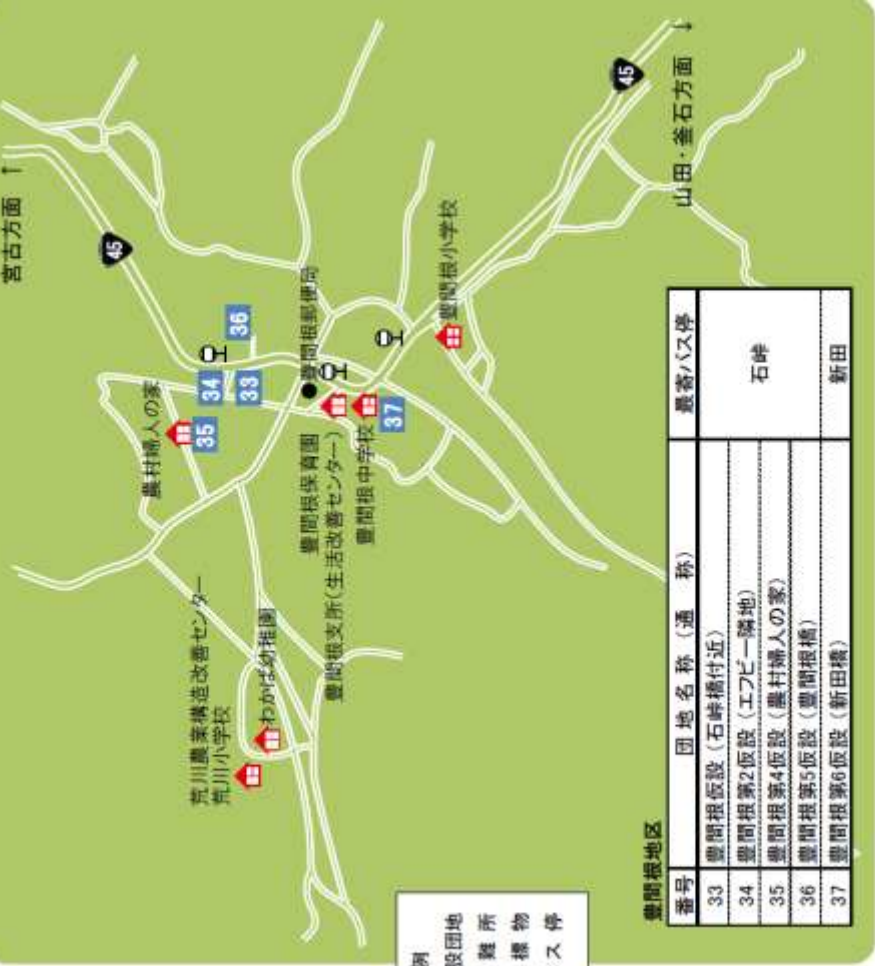 宮古方面 ↑
45
農村婦人の家
34
36
33
35
豊間根郵便局
豊間根保育園
豊間根支所(生活改善センター)
豊間根中学校
37
豊間根小学校
45
山田・釜石方面 ↓
荒川農業構造改善センター
荒川小学校
わかば幼稚園
例
設団地
難所
標物
ス停
豊間根地区
番号 団地名称(通 称) 最寄バス停
33 豊間根仮設(石峠橋付近) 石峠
34 豊間根第2仮設(エフビー隣地)
35 豊間根第4仮設(農村婦人の家)
36 豊間根第5仮設(豊間根橋)
37 豊間根第6仮設(新田橋) 新田